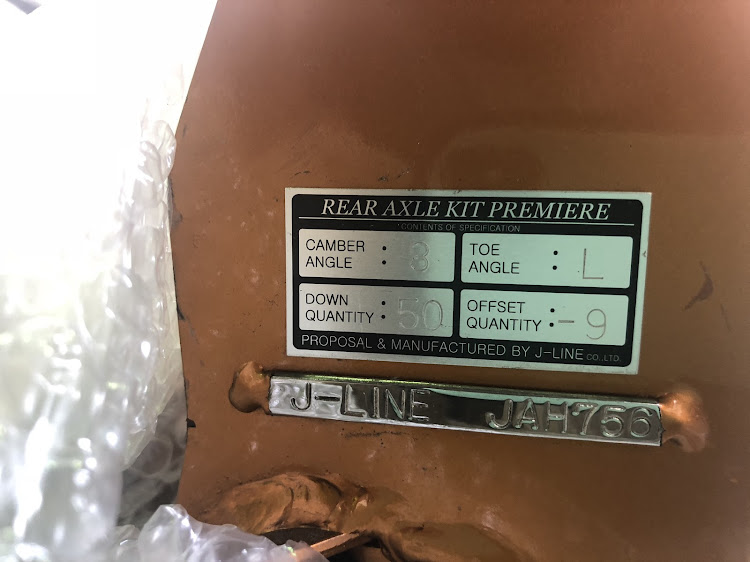 REAR AXLE KIT PREMIERE
CONTENTS OF SPECIFICATION
CAMBER ANGLE : 8
TOE ANGLE : L
DOWN QUANTITY : 50
OFFSET QUANTITY : -9
PROPOSAL & MANUFACTURED BY J-LINE CO.,LTD.
J-LINE JAH756